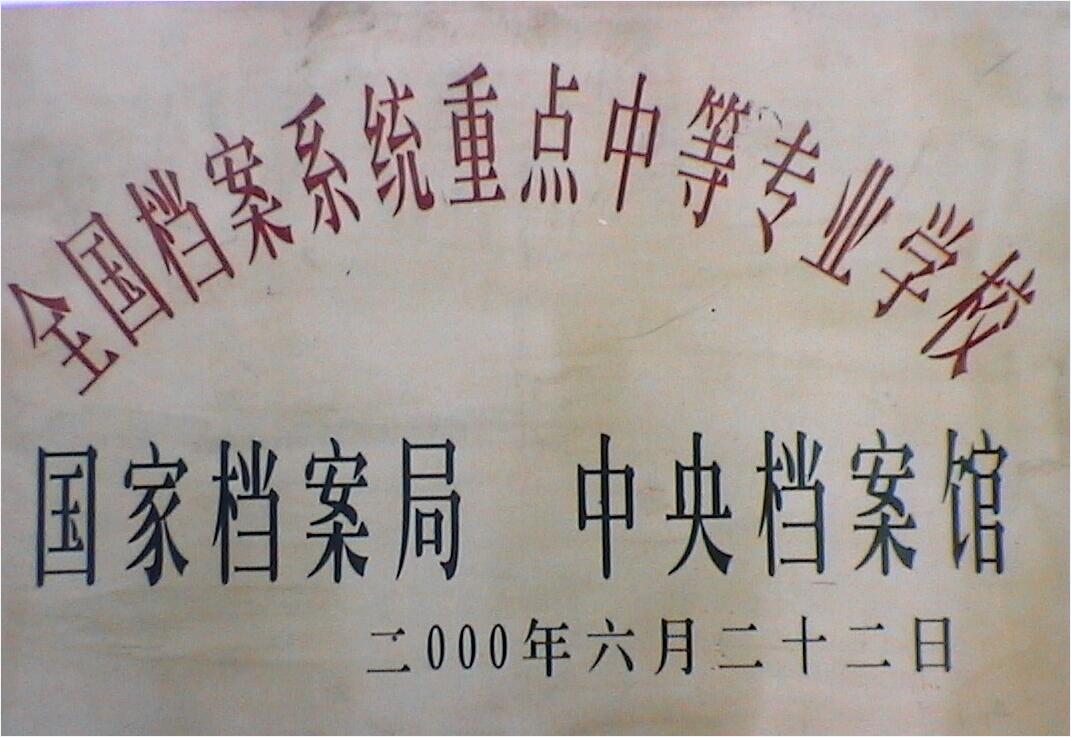 全国档案系统重点中等专业学校
国家档案局 中央档案馆
二000年六月二十二日